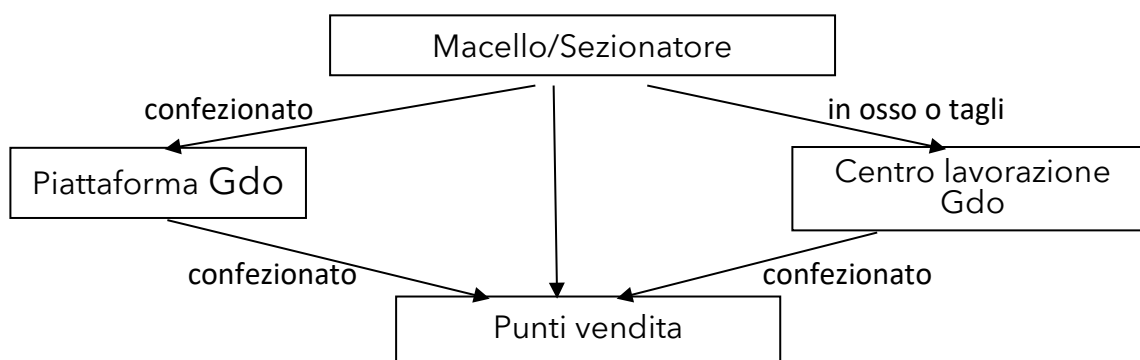 Macello/Sezionatore
confezionato
in osso o tagli
Piattaforma Gdo
Centro lavorazione
Gdo
confezionato
confezionato
Punti vendita